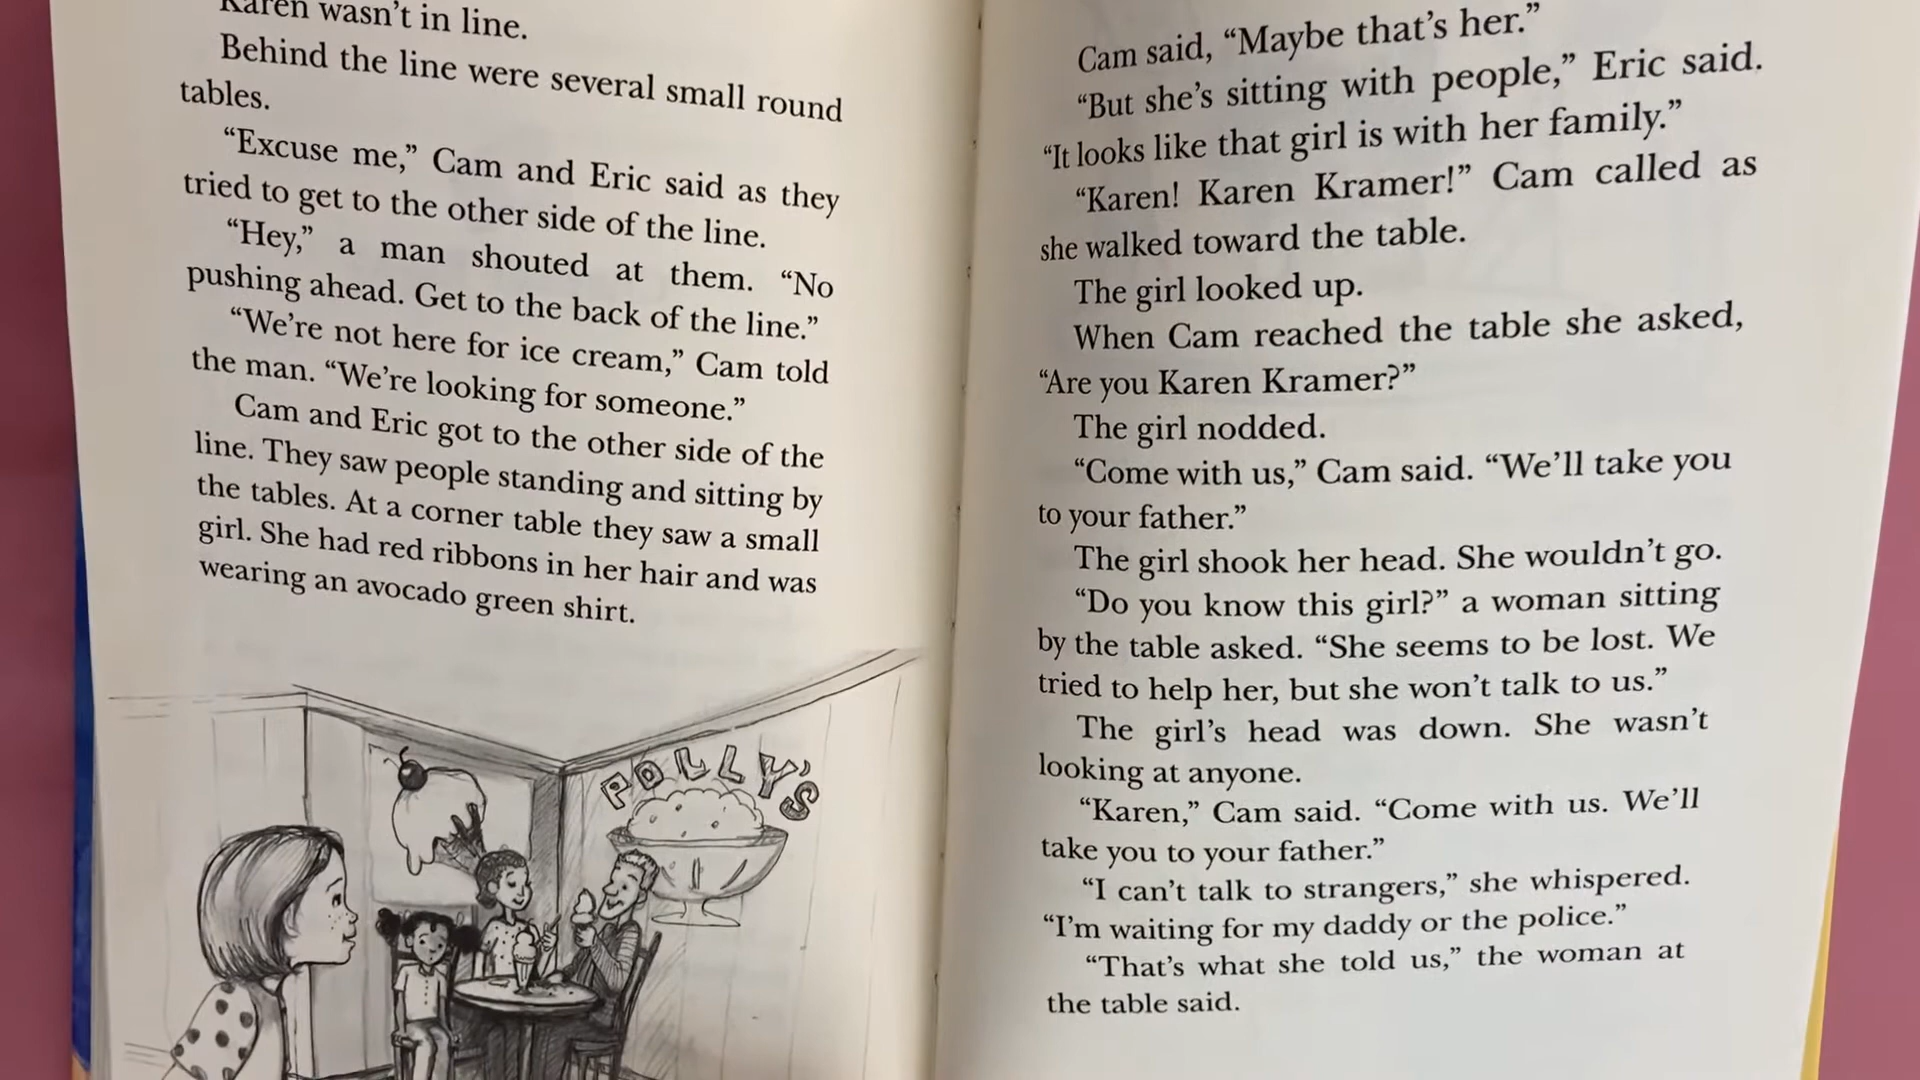 Karen wasn't in line.
Behind the line were several small round
tables.
“Excuse me,” Cam and Eric said as they
tried to get to the other side of the line.
“Hey,” a man shouted at them. “No
pushing ahead. Get to the back of the line.”
“We're not here for ice cream,” Cam told
the man. “We're looking for someone.”
Cam and Eric got to the other side of the
line. They saw people standing and sitting by
the tables. At a corner table they saw a small
girl. She had red ribbons in her hair and was
wearing an avocado green shirt.
POLLY'S
Cam said, “Maybe that's her.”
“But she's sitting with people,” Eric said.
“It looks like that girl is with her family.”
“Karen! Karen Kramer!” Cam called as
she walked toward the table.
The girl looked up.
When Cam reached the table she asked,
“Are you Karen Kramer?”
The girl nodded.
“Come with us,” Cam said. “We'll take you
to your father.”
The girl shook her head. She wouldn't go.
“Do you know this girl?” a woman sitting
by the table asked. “She seems to be lost. We
tried to help her, but she won't talk to us.”
The girl's head was down. She wasn't
looking at anyone.
“Karen,” Cam said. “Come with us. We'll
take you to your father.”
“I can't talk to strangers,” she whispered.
“I'm waiting for my daddy or the police.”
“That's what she told us,” the woman at
the table said.